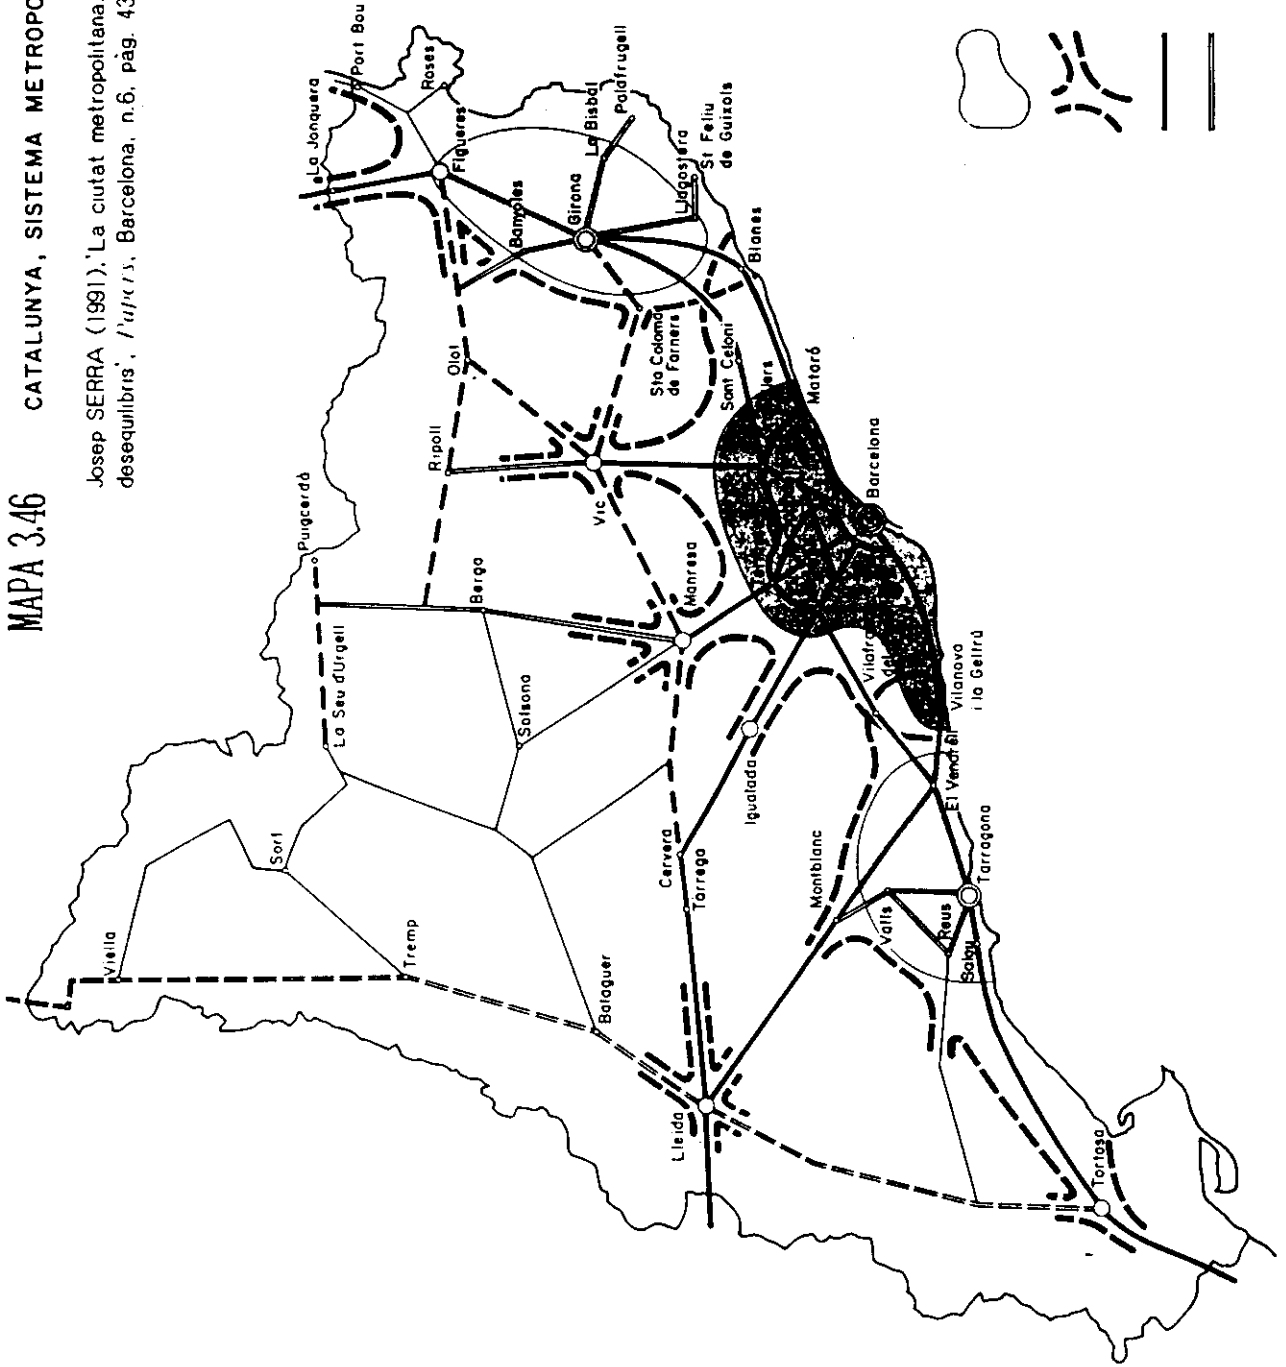 MAPA 3.46
CATALUNYA, SISTEMA METROPO
Josep SERRA (1991).'La ciutat metropolitana.
desequilibris', Papers, Barcelona, n.6, pàg. 43
La Jonquera
Port Bou
Roses
Figueres
La Bisbal
Palafrugell
Banyoles
Girona
Llagostera
St Feliu
de Guíxols
Blanes
Olot
Sta Coloma
de Farners
Sant Celoni
Mataró
Ripoll
Vic
Barcelona
Puigcerdà
Berga
Manresa
La Seu d'Urgell
Solsona
Igualada
Vilafr
del
Vilanova
i la Geltrú
El Vendrell
Sort
Cervera
Tàrrega
Montblanc
Valls
Reus
Salou
Tarragona
Viella
Tremp
Balaguer
Lleida
Tortosa